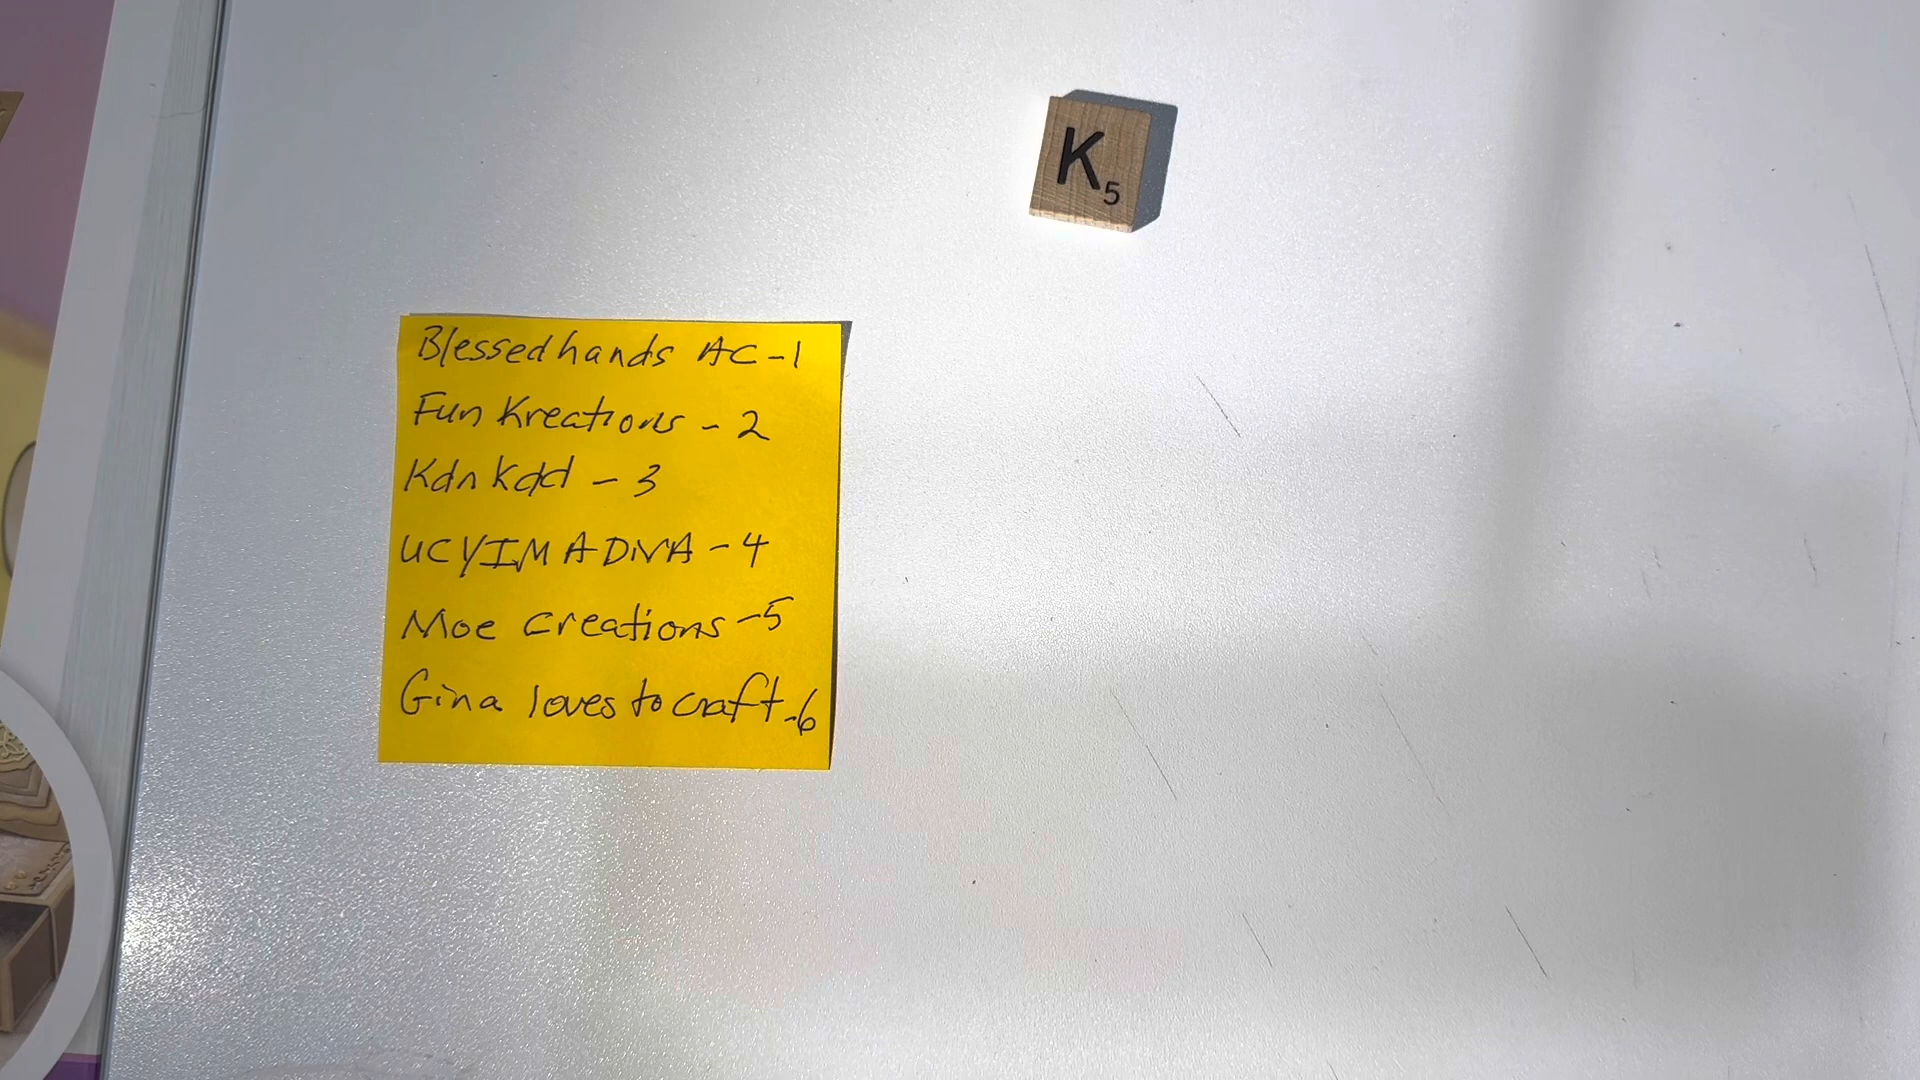 K5
Blessedhands AC-1
Fun Kreations - 2
Kdn Kdd - 3
UCYIMADIVA - 4
Moe creations -5
Gina loves to craft-6